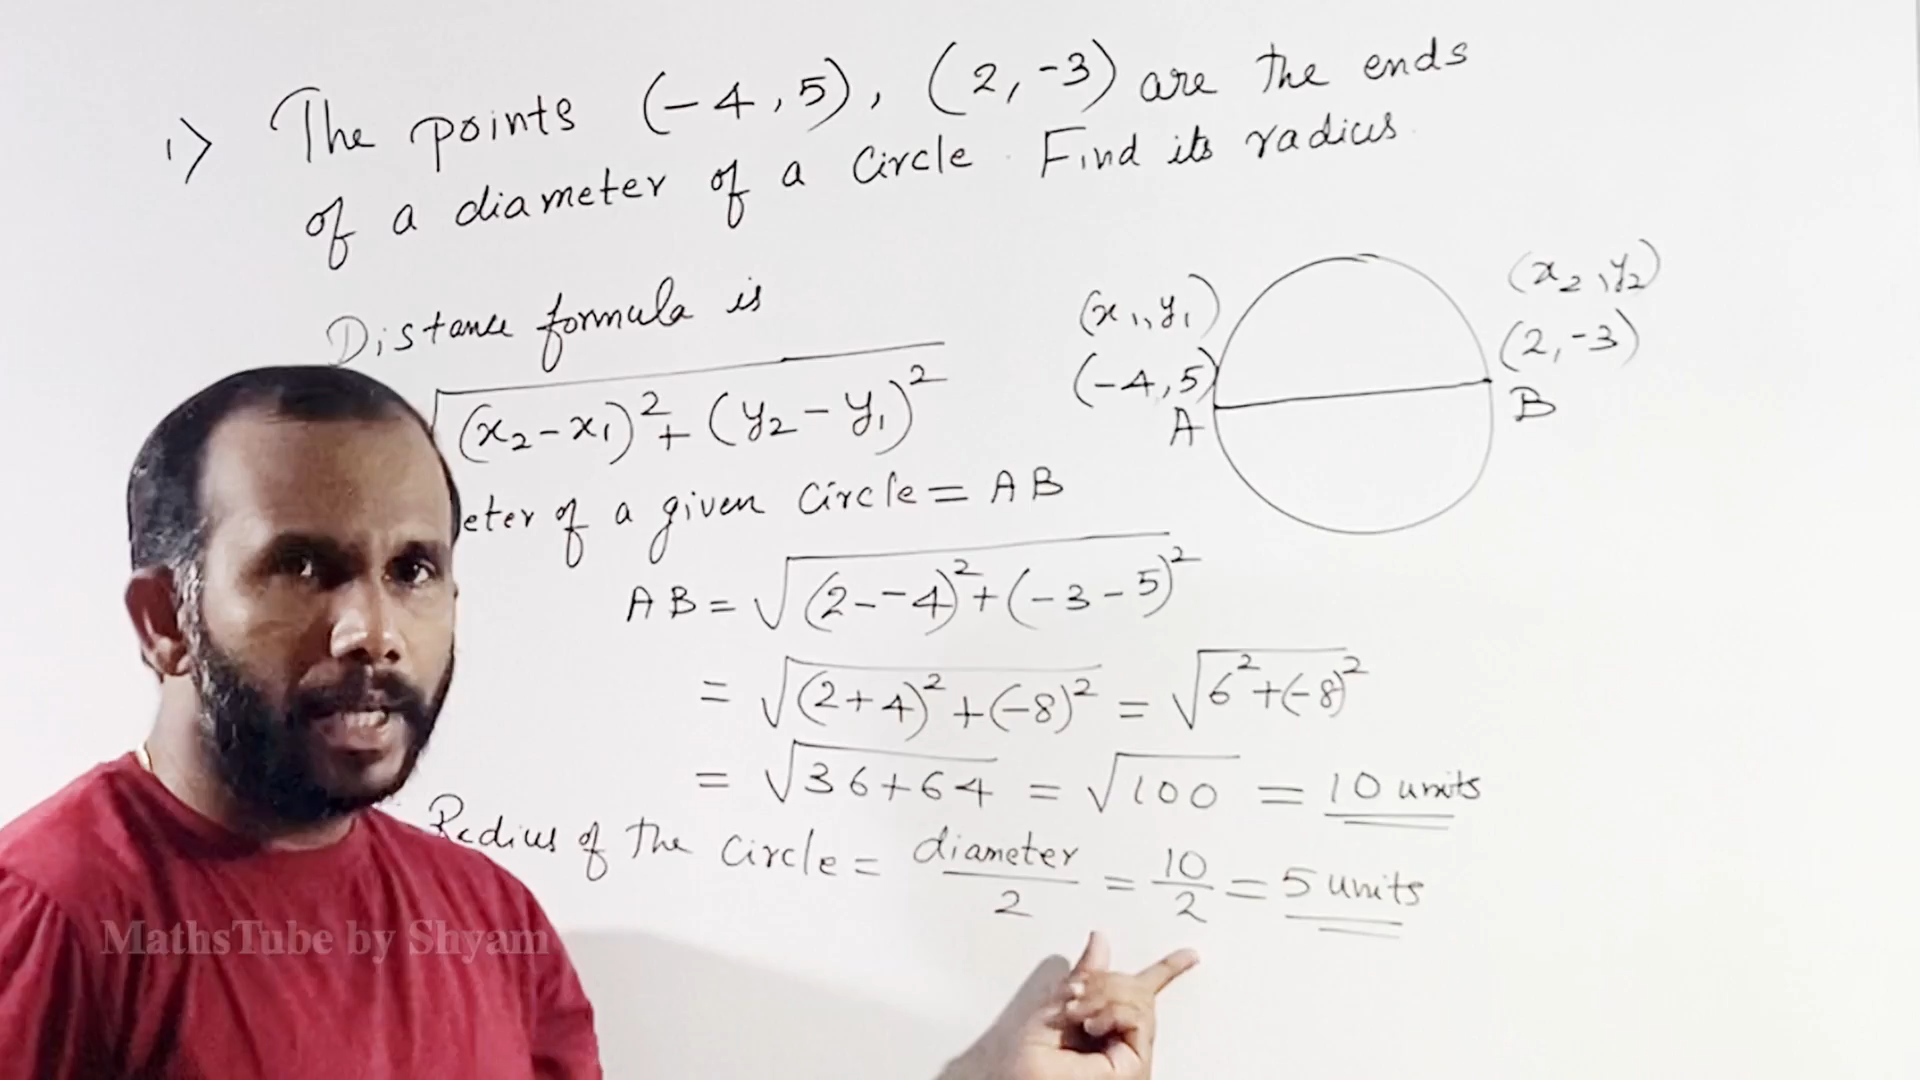 1) The points (-4, 5), (2, -3) are the ends
of a diameter of a Circle. Find its radius.
Distance formula is
√(x₂-x₁)²+(y₂-y₁)²
eter of a given Circle = AB
AB = √(2--4)²+(-3-5)²
= √(2+4)²+(-8)² = √6²+(-8)²
= √36+64 = √100 = 10 units
Radius of the Circle = diameter/2 = 10/2 = 5 units
(x₁, y₁)
(-4, 5)
A
(x₂, y₂)
(2, -3)
B
MathsTube by Shyam